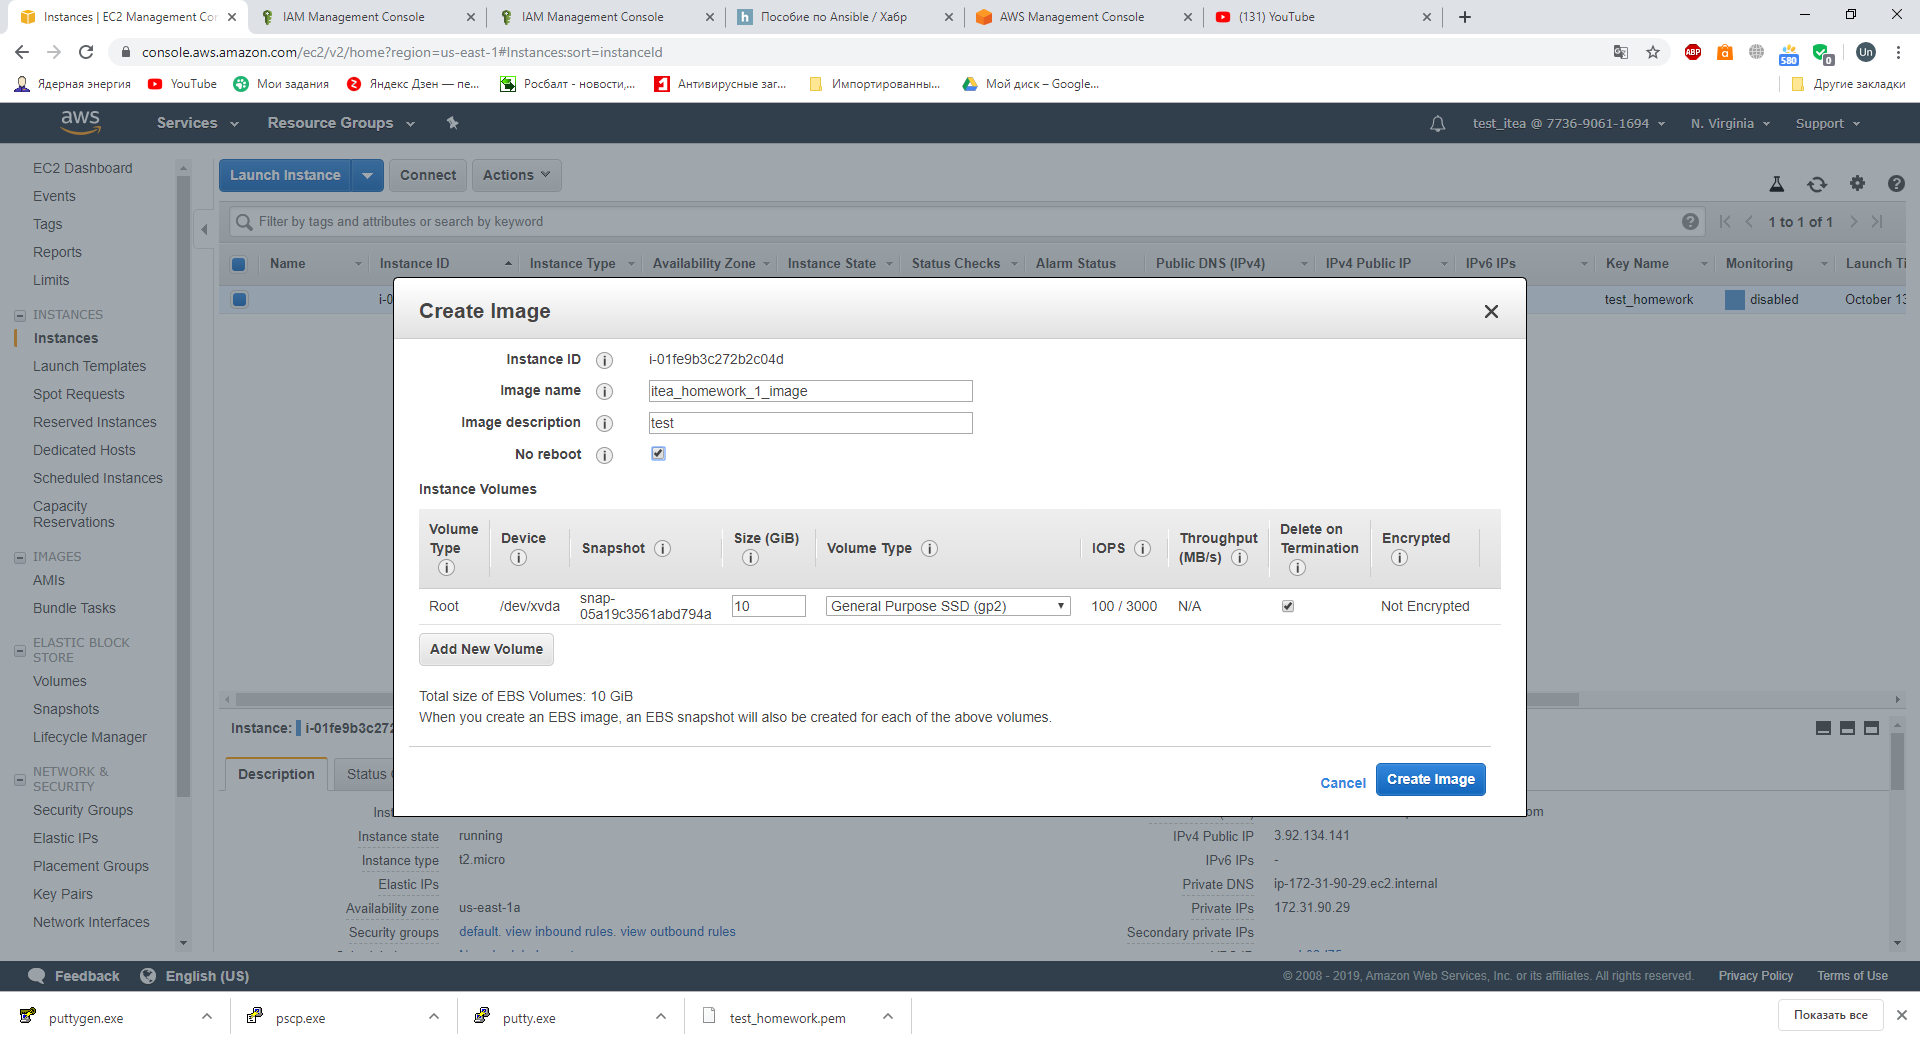 Instances | EC2 Management Con
IAM Management Console
IAM Management Console
Пособие по Ansible / Хабр
AWS Management Console
(131) YouTube
console.aws.amazon.com/ec2/v2/home?region=us-east-1#Instances:sort=instanceId
ABP
580
0
Un
Ядерная энергия
YouTube
Мои задания
Яндекс Дзен — пе...
Росбалт - новости,...
Антивирусные заг...
Импортированны...
Мой диск – Google...
Другие закладки
aws
Services
Resource Groups
test_itea @ 7736-9061-1694
N. Virginia
Support
EC2 Dashboard
Events
Tags
Reports
Limits
INSTANCES
Instances
Launch Templates
Spot Requests
Reserved Instances
Dedicated Hosts
Scheduled Instances
Capacity
Reservations
IMAGES
AMIs
Bundle Tasks
ELASTIC BLOCK
STORE
Volumes
Snapshots
Lifecycle Manager
NETWORK &
SECURITY
Security Groups
Elastic IPs
Placement Groups
Key Pairs
Network Interfaces
Launch Instance
Connect
Actions
Filter by tags and attributes or search by keyword
1 to 1 of 1
Name
Instance ID
Instance Type
Availability Zone
Instance State
Status Checks
Alarm Status
Public DNS (IPv4)
IPv4 Public IP
IPv6 IPs
Key Name
Monitoring
Launch Ti
i-0
test_homework
disabled
October 13
Create Image
Instance ID
i-01fe9b3c272b2c04d
Image name
itea_homework_1_image
Image description
test
No reboot
Instance Volumes
Volume
Type
Device
Snapshot
Size (GiB)
Volume Type
IOPS
Throughput
(MB/s)
Delete on
Termination
Encrypted
Root
/dev/xvda
snap-
05a19c3561abd794a
10
General Purpose SSD (gp2)
100 / 3000
N/A
Not Encrypted
Add New Volume
Total size of EBS Volumes: 10 GiB
When you create an EBS image, an EBS snapshot will also be created for each of the above volumes.
Cancel
Create Image
Instance:
i-01fe9b3c272
Description
Status
Inst
om
Instance state
running
IPv4 Public IP
3.92.134.141
Instance type
t2.micro
IPv6 IPs
-
Elastic IPs
Private DNS
ip-172-31-90-29.ec2.internal
Availability zone
us-east-1a
Private IPs
172.31.90.29
Security groups
default. view inbound rules. view outbound rules
Secondary private IPs
Feedback
English (US)
© 2008 - 2019, Amazon Web Services, Inc. or its affiliates. All rights reserved.
Privacy Policy
Terms of Use
puttygen.exe
pscp.exe
putty.exe
test_homework.pem
Показать все